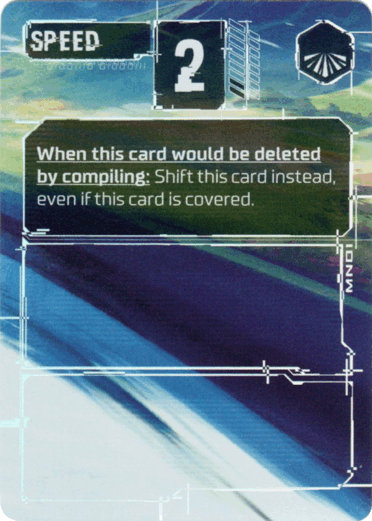 SPEED
2
When this card would be deleted
by compiling: Shift this card instead,
even if this card is covered.
MN01